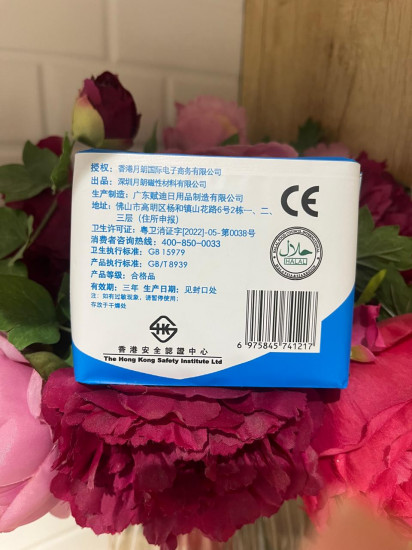 授权：香港月朗国际电子商务有限公司
出品：深圳月朗磁性材料有限公司
生产制造：广东赋迪日用品制造有限公司
地址：佛山市高明区杨和镇山花路6号2栋一、二、
三层（住所申报）
卫生许可证：粤卫消证字[2022]-05-第0038号
消费者咨询热线：400-850-0033
卫生执行标准：GB 15979
产品执行标准：GB/T8939
产品等级：合格品
有效期：三年 生产日期：见封口处
注：如有过敏现象，请暂停使用；
存放于干燥处
CE
حلال
HALAL
HKSI
香港安全認證中心
The Hong Kong Safety Institute Ltd
6 975845 741217